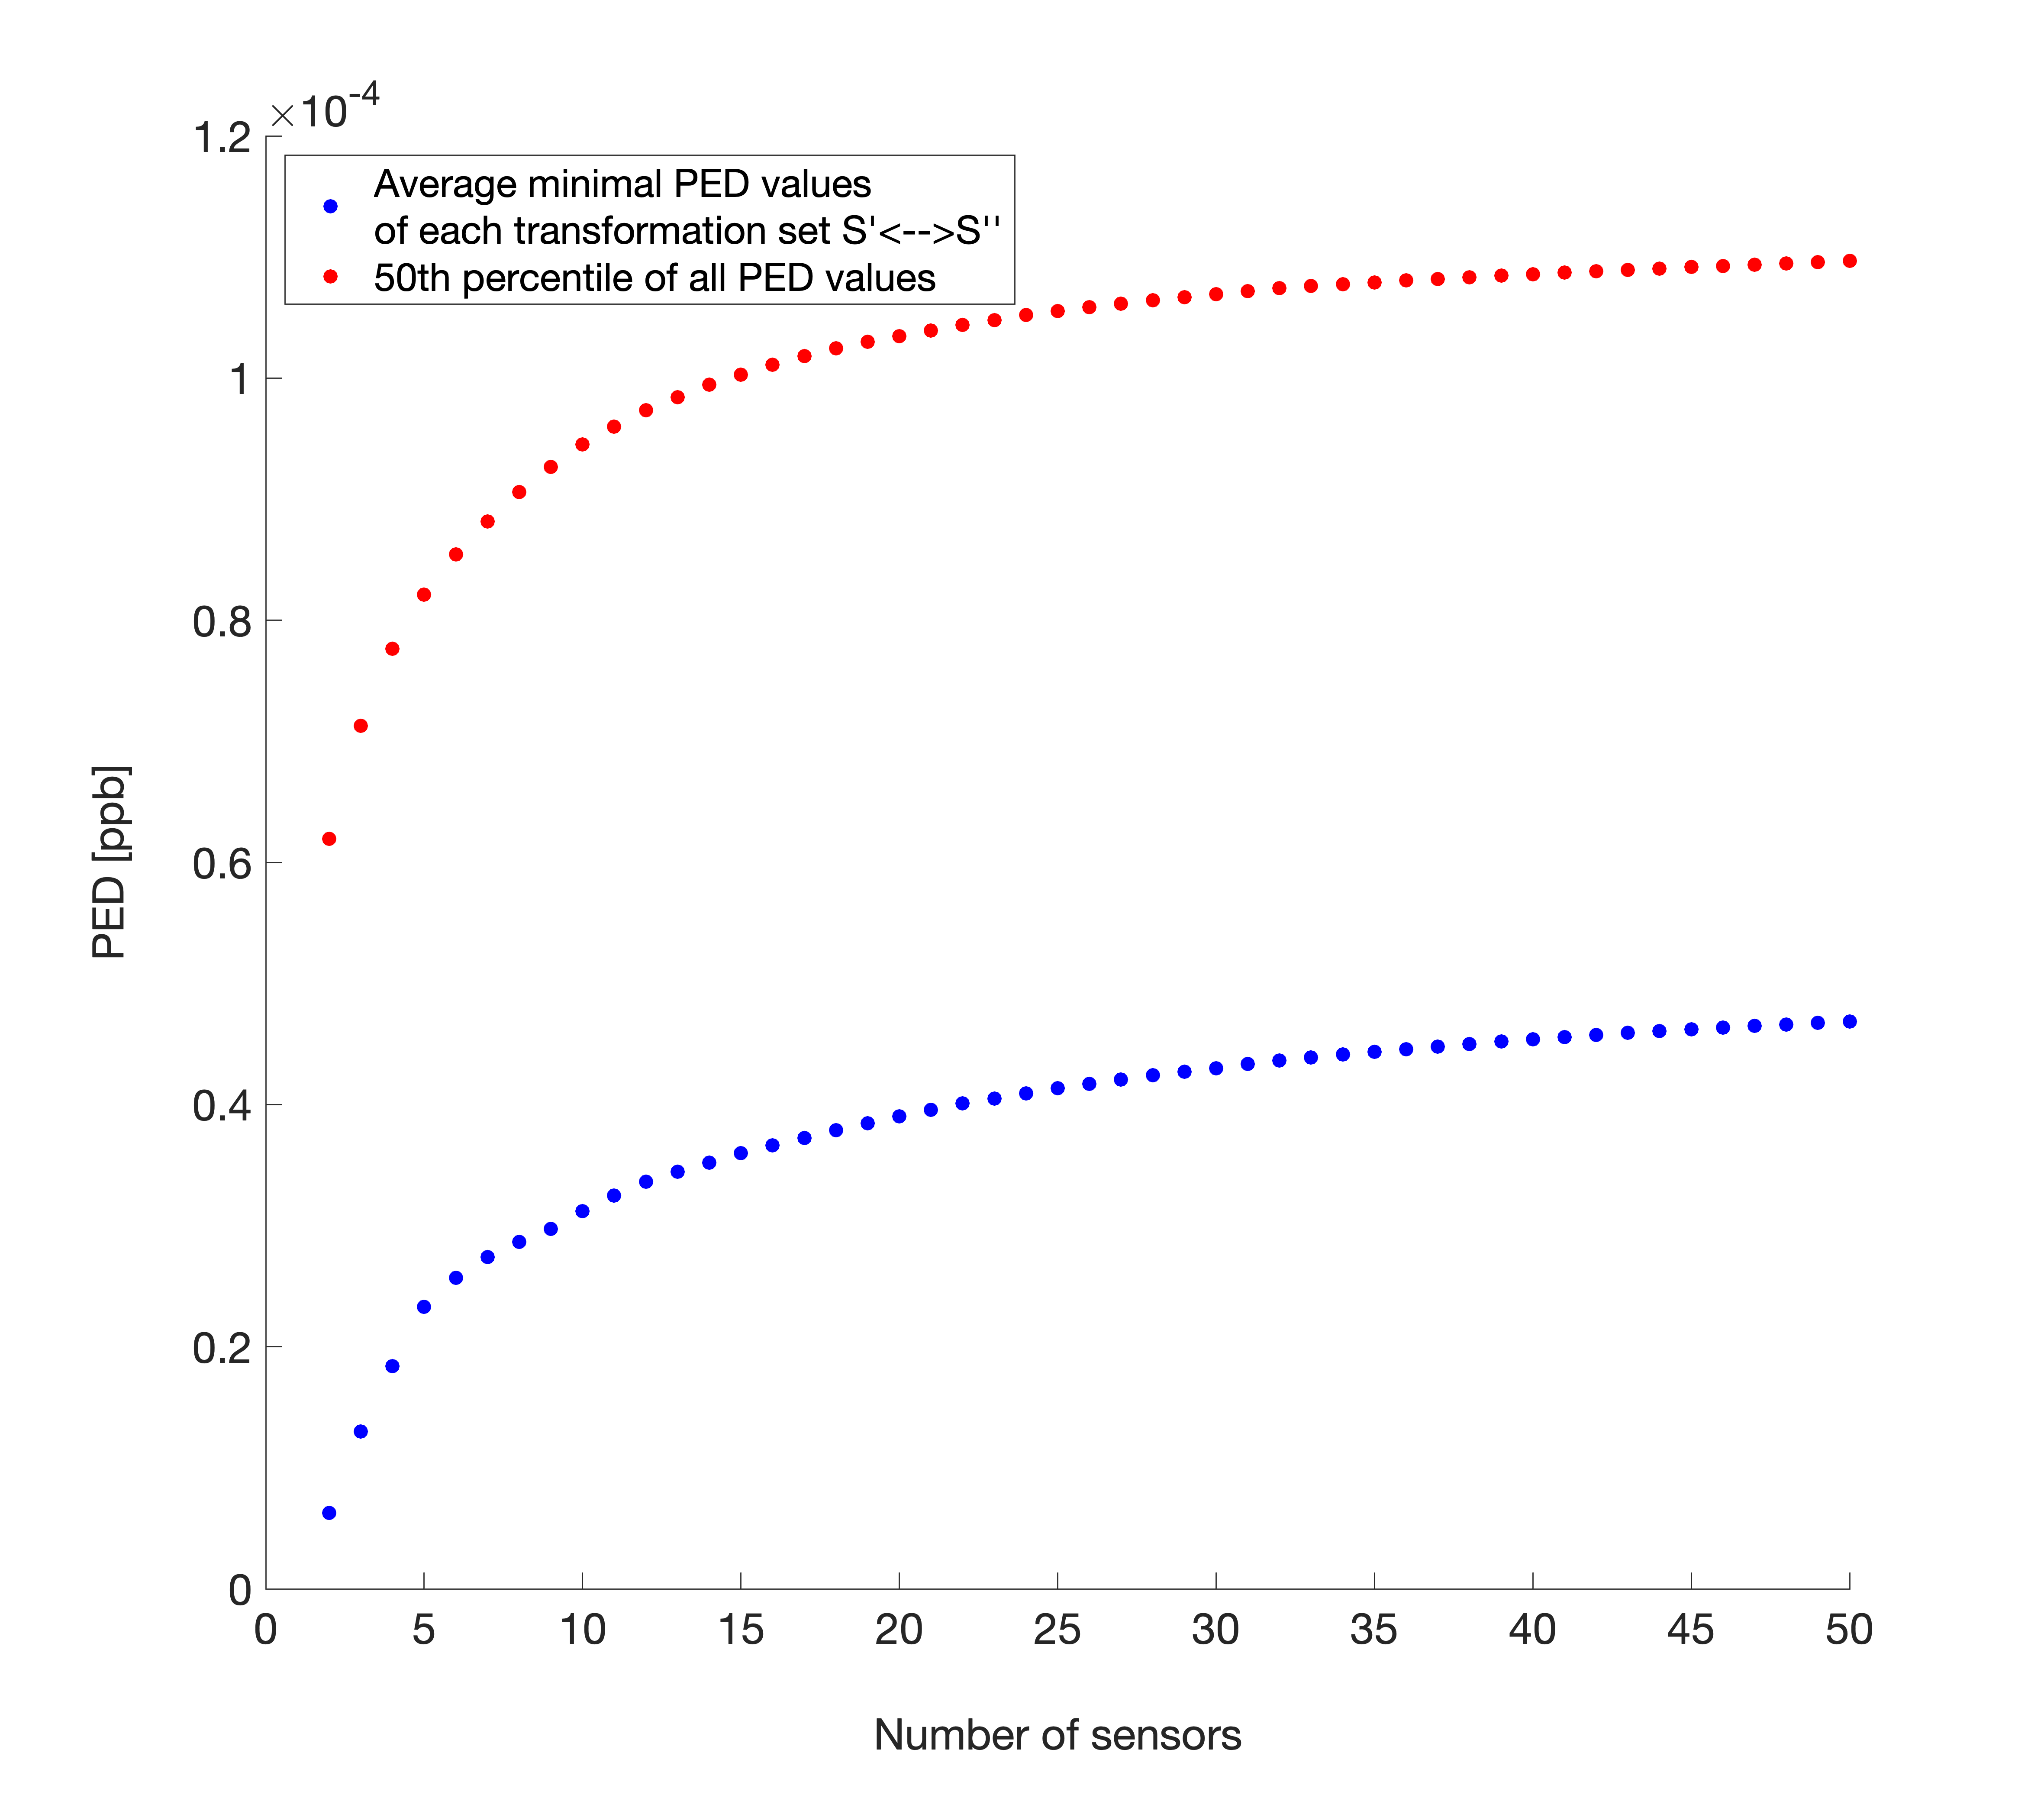 ×10-4
1.2
Average minimal PED values
of each transformation set S'<-->S''
50th percentile of all PED values
1
0.8
0.6
0.4
0.2
0
PED [ppb]
0 5 10 15 20 25 30 35 40 45 50
Number of sensors